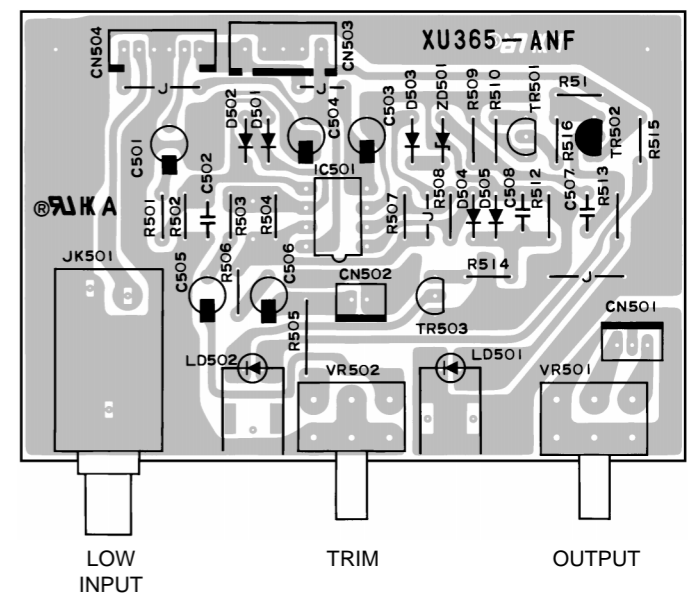 XU365-ANF
CN504
CN503
J
J
D502
D501
C504
C503
D503
ZD501
R509
R510
TR501
R51
C501
C502
R516
TR502
R515
IC501
®
KA
R501
R502
R503
R504
R507
J
R508
D504
D505
C508
R512
C507
R513
JK501
C505
R506
C506
CN502
R514
J
TR503
CN501
R505
LD502
LD501
VR502
VR501
LOW
INPUT
TRIM
OUTPUT